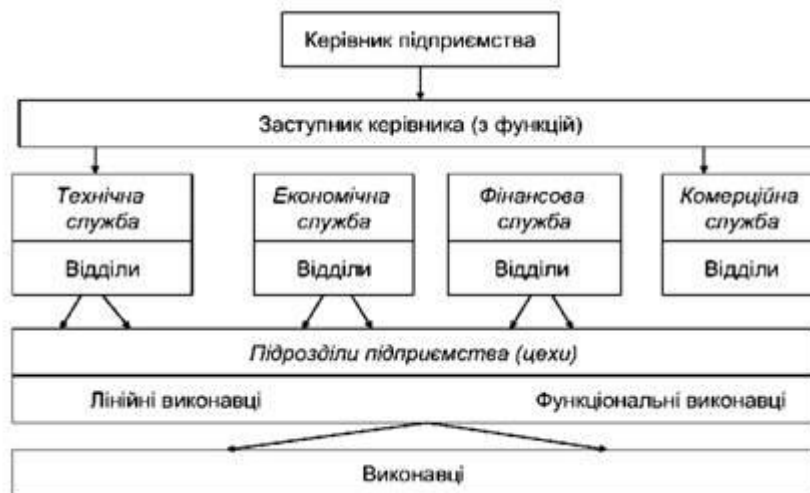 Керівник підприємства
Заступник керівника (з функцій)
Технічна служба
Економічна служба
Фінансова служба
Комерційна служба
Відділи
Відділи
Відділи
Відділи
Підрозділи підприємства (цехи)
Лінійні виконавці
Функціональні виконавці
Виконавці